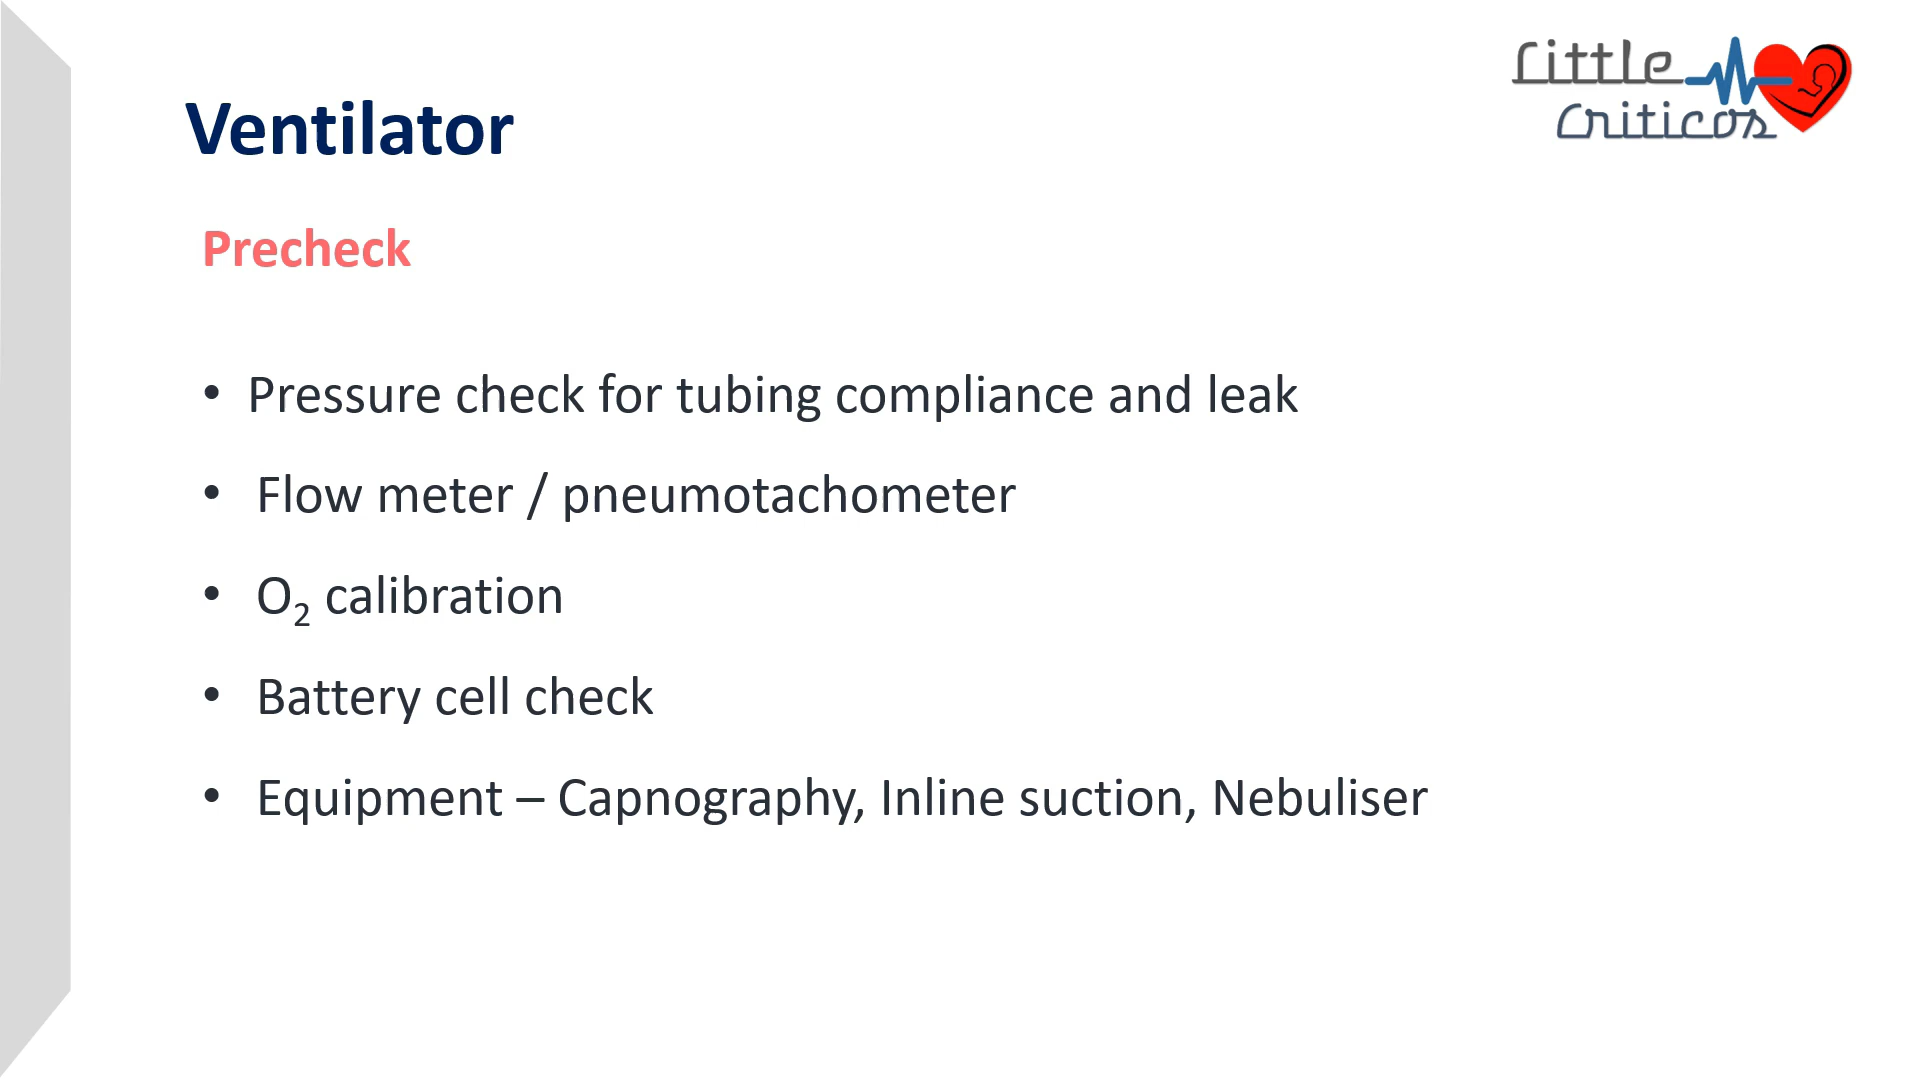 Little
Criticos
Ventilator
Precheck
• Pressure check for tubing compliance and leak
• Flow meter / pneumotachometer
• O₂ calibration
• Battery cell check
• Equipment – Capnography, Inline suction, Nebuliser